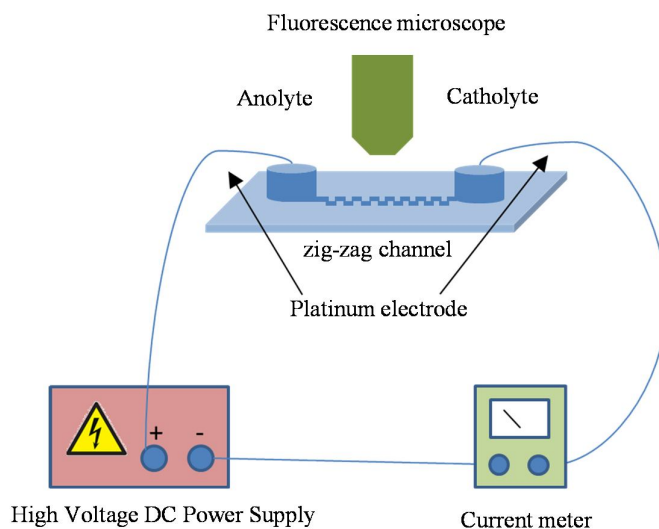 Fluorescence microscope
Anolyte
Catholyte
zig-zag channel
Platinum electrode
+ -
High Voltage DC Power Supply
Current meter